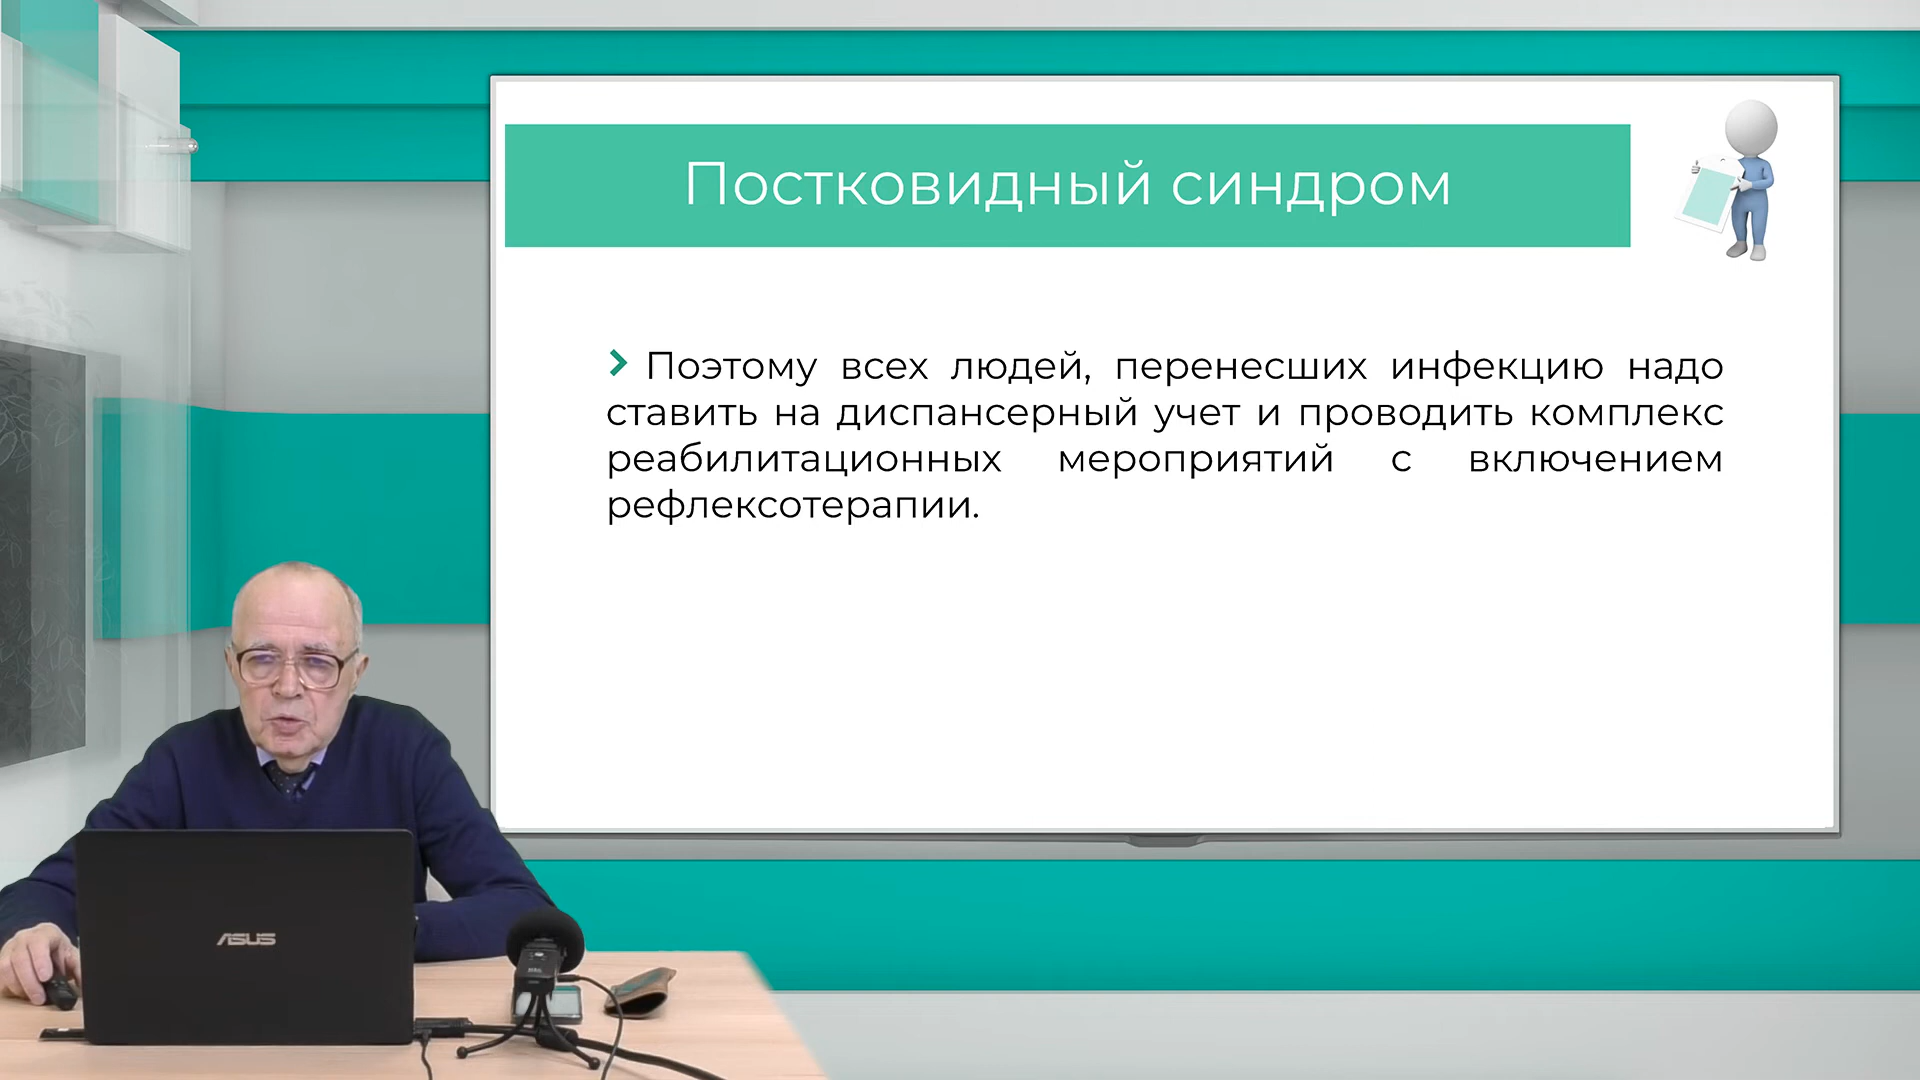 Постковидный синдром
Поэтому всех людей, перенесших инфекцию надо
ставить на диспансерный учет и проводить комплекс
реабилитационных мероприятий с включением
рефлексотерапии.
ASUS